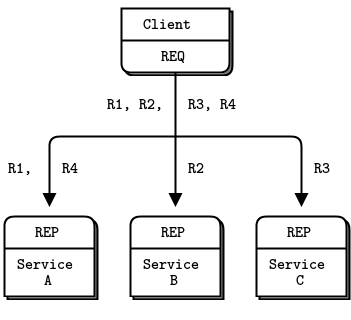 Client
REQ
R1, R2, R3, R4
R1, R4 R2 R3
REP REP REP
Service Service Service
A B C